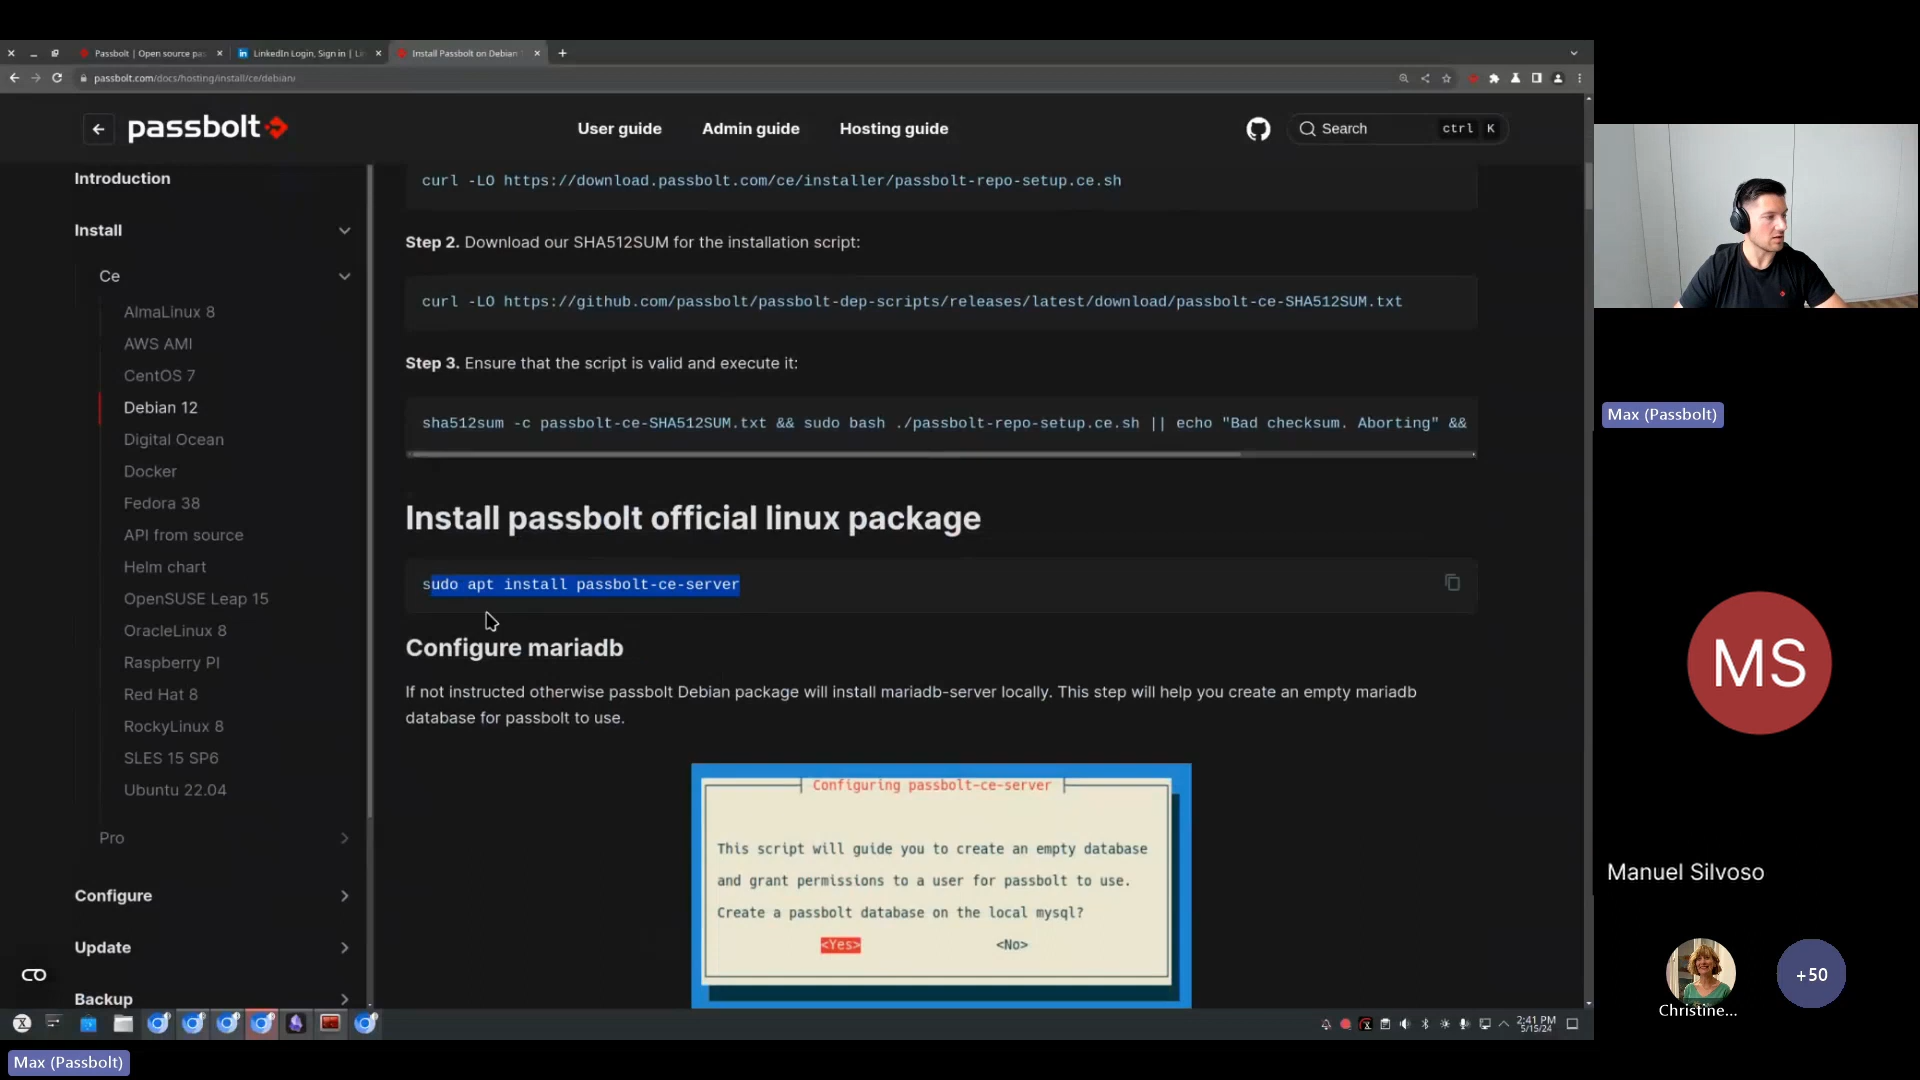 Passbolt | Open source pas
LinkedIn Login, Sign in | Li
Install Passbolt on Debian
passbolt.com/docs/hosting/install/ce/debian/
passbolt
User guide
Admin guide
Hosting guide
Search
ctrl K
Introduction
Install
Ce
AlmaLinux 8
AWS AMI
CentOS 7
Debian 12
Digital Ocean
Docker
Fedora 38
API from source
Helm chart
OpenSUSE Leap 15
OracleLinux 8
Raspberry PI
Red Hat 8
RockyLinux 8
SLES 15 SP6
Ubuntu 22.04
Pro
Configure
Update
Backup
curl -LO https://download.passbolt.com/ce/installer/passbolt-repo-setup.ce.sh
Step 2. Download our SHA512SUM for the installation script:
curl -LO https://github.com/passbolt/passbolt-dep-scripts/releases/latest/download/passbolt-ce-SHA512SUM.txt
Step 3. Ensure that the script is valid and execute it:
sha512sum -c passbolt-ce-SHA512SUM.txt && sudo bash ./passbolt-repo-setup.ce.sh || echo "Bad checksum. Aborting" &&
Install passbolt official linux package
sudo apt install passbolt-ce-server
Configure mariadb
If not instructed otherwise passbolt Debian package will install mariadb-server locally. This step will help you create an empty mariadb
database for passbolt to use.
Configuring passbolt-ce-server
This script will guide you to create an empty database
and grant permissions to a user for passbolt to use.
Create a passbolt database on the local mysql?
<Yes> <No>
2:41 PM
5/15/24
Max (Passbolt)
Max (Passbolt)
MS
Manuel Silvoso
Christine...
+50